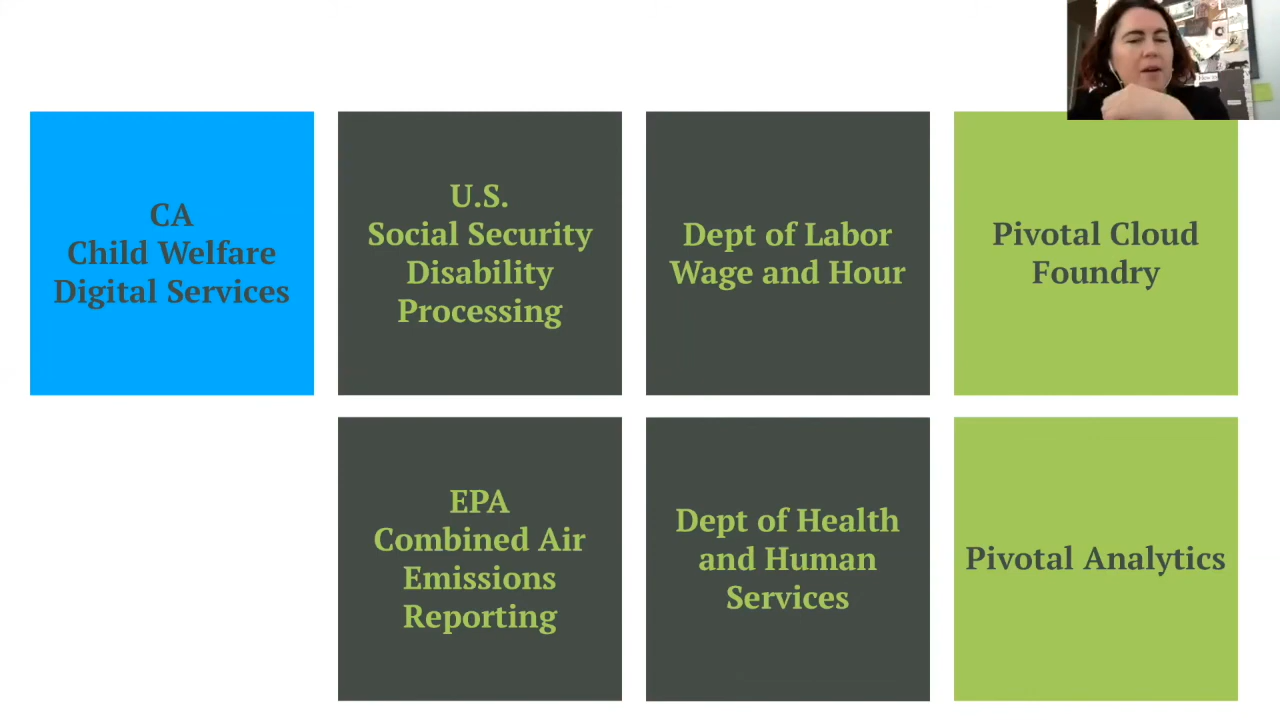 CA
Child Welfare
Digital Services
U.S.
Social Security
Disability
Processing
Dept of Labor
Wage and Hour
Pivotal Cloud
Foundry
EPA
Combined Air
Emissions
Reporting
Dept of Health
and Human
Services
Pivotal Analytics